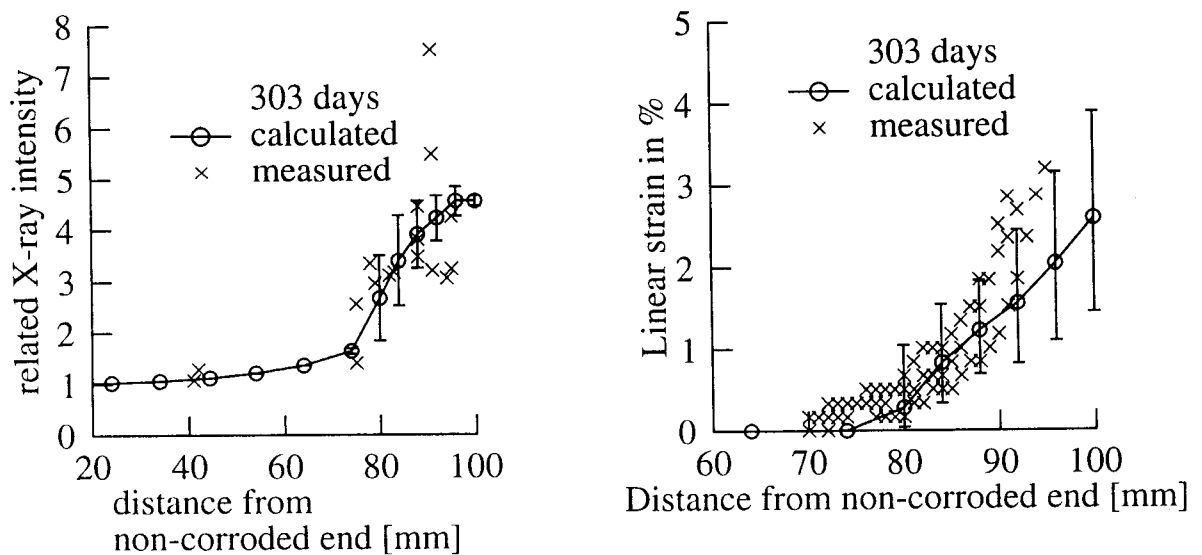 related X-ray intensity
8
7
6
5
4
3
2
1
0
303 days
calculated
measured
20 40 60 80 100
distance from
non-corroded end [mm]
Linear strain in %
5
4
3
2
1
0
303 days
calculated
measured
60 70 80 90 100
Distance from non-corroded end [mm]